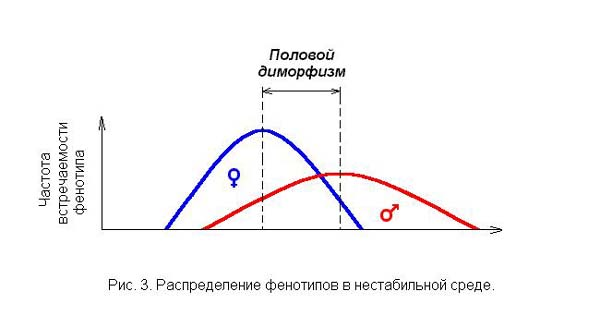 Половой
диморфизм
Частота
встречаемости
фенотипа
♀
♂
Рис. 3. Распределение фенотипов в нестабильной среде.